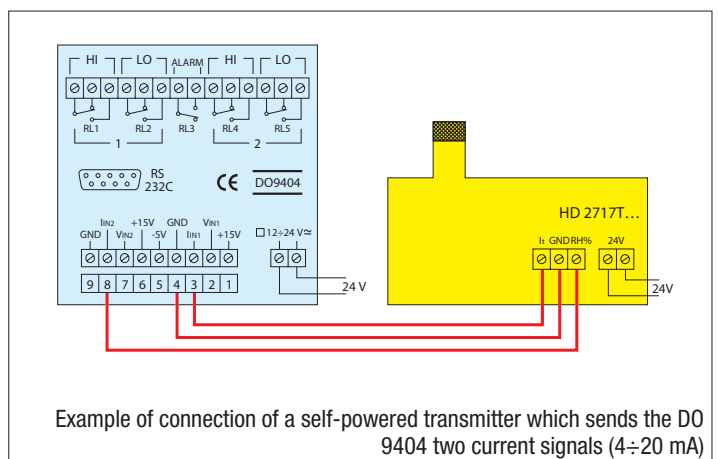 HI LO ALARM HI LO
RL1 RL2 RL3 RL4 RL5
1 2
RS
232C
CE DO9404
HD 2717T...
IIN2 +15V GND VIN1
GND VIN2 -5V IIN1 +15V
12÷24 V≃
9 8 7 6 5 4 3 2 1
24 V
It GND RH% 24V
24V
Example of connection of a self-powered transmitter which sends the DO
9404 two current signals (4÷20 mA)